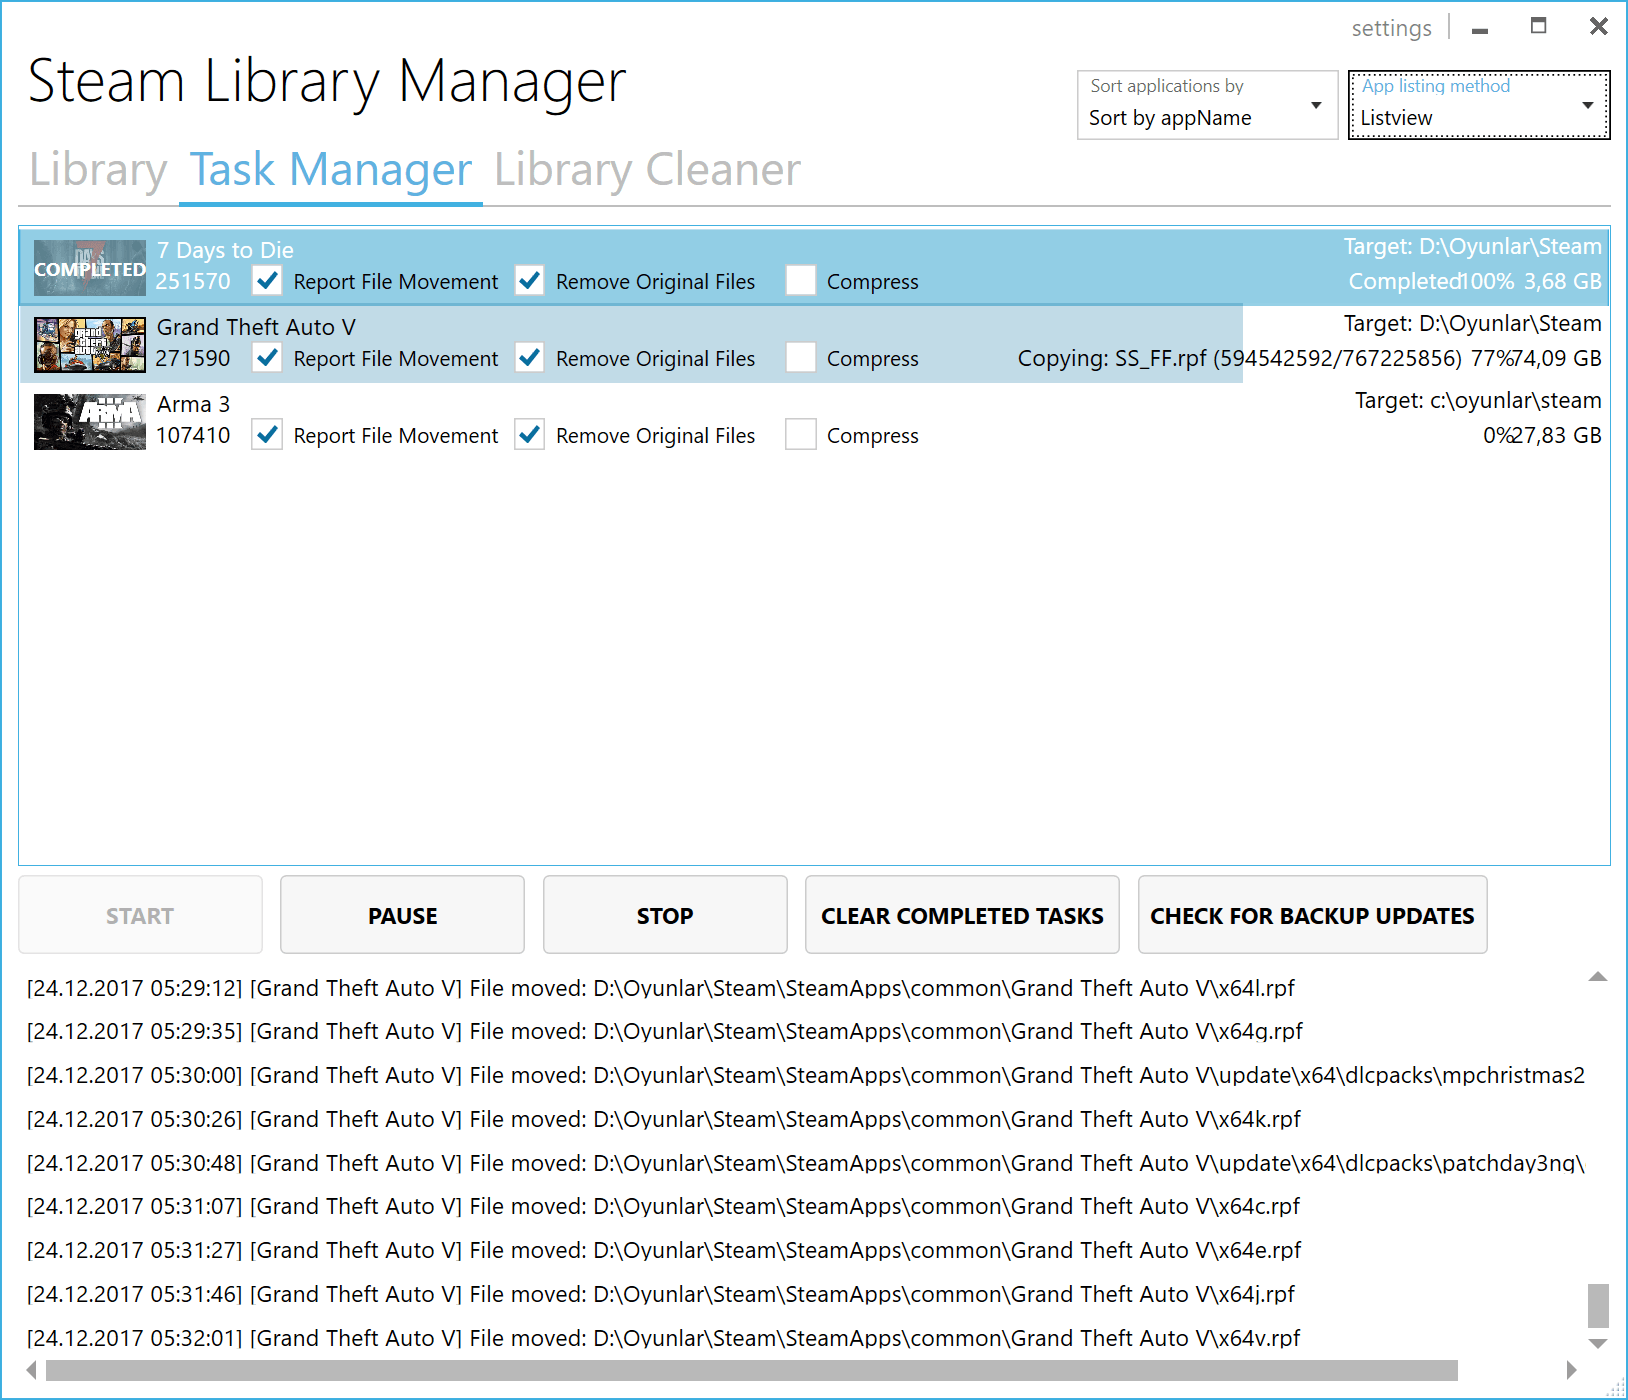 settings
Steam Library Manager
Sort applications by
Sort by appName
App listing method
Listview
Library Task Manager Library Cleaner
COMPLETED
7 Days to Die
Target: D:\Oyunlar\Steam
251570 Report File Movement Remove Original Files Compress
Completed 100% 3,68 GB
grand theft auto V
Grand Theft Auto V
Target: D:\Oyunlar\Steam
271590 Report File Movement Remove Original Files Compress
Copying: SS_FF.rpf (594542592/767225856) 77% 74,09 GB
ARMA III
Arma 3
Target: c:\oyunlar\steam
107410 Report File Movement Remove Original Files Compress
0% 27,83 GB
START PAUSE STOP CLEAR COMPLETED TASKS CHECK FOR BACKUP UPDATES
[24.12.2017 05:29:12] [Grand Theft Auto V] File moved: D:\Oyunlar\Steam\SteamApps\common\Grand Theft Auto V\x64l.rpf
[24.12.2017 05:29:35] [Grand Theft Auto V] File moved: D:\Oyunlar\Steam\SteamApps\common\Grand Theft Auto V\x64g.rpf
[24.12.2017 05:30:00] [Grand Theft Auto V] File moved: D:\Oyunlar\Steam\SteamApps\common\Grand Theft Auto V\update\x64\dlcpacks\mpchristmas2
[24.12.2017 05:30:26] [Grand Theft Auto V] File moved: D:\Oyunlar\Steam\SteamApps\common\Grand Theft Auto V\x64k.rpf
[24.12.2017 05:30:48] [Grand Theft Auto V] File moved: D:\Oyunlar\Steam\SteamApps\common\Grand Theft Auto V\update\x64\dlcpacks\patchday3ng\
[24.12.2017 05:31:07] [Grand Theft Auto V] File moved: D:\Oyunlar\Steam\SteamApps\common\Grand Theft Auto V\x64c.rpf
[24.12.2017 05:31:27] [Grand Theft Auto V] File moved: D:\Oyunlar\Steam\SteamApps\common\Grand Theft Auto V\x64e.rpf
[24.12.2017 05:31:46] [Grand Theft Auto V] File moved: D:\Oyunlar\Steam\SteamApps\common\Grand Theft Auto V\x64j.rpf
[24.12.2017 05:32:01] [Grand Theft Auto V] File moved: D:\Oyunlar\Steam\SteamApps\common\Grand Theft Auto V\x64v.rpf